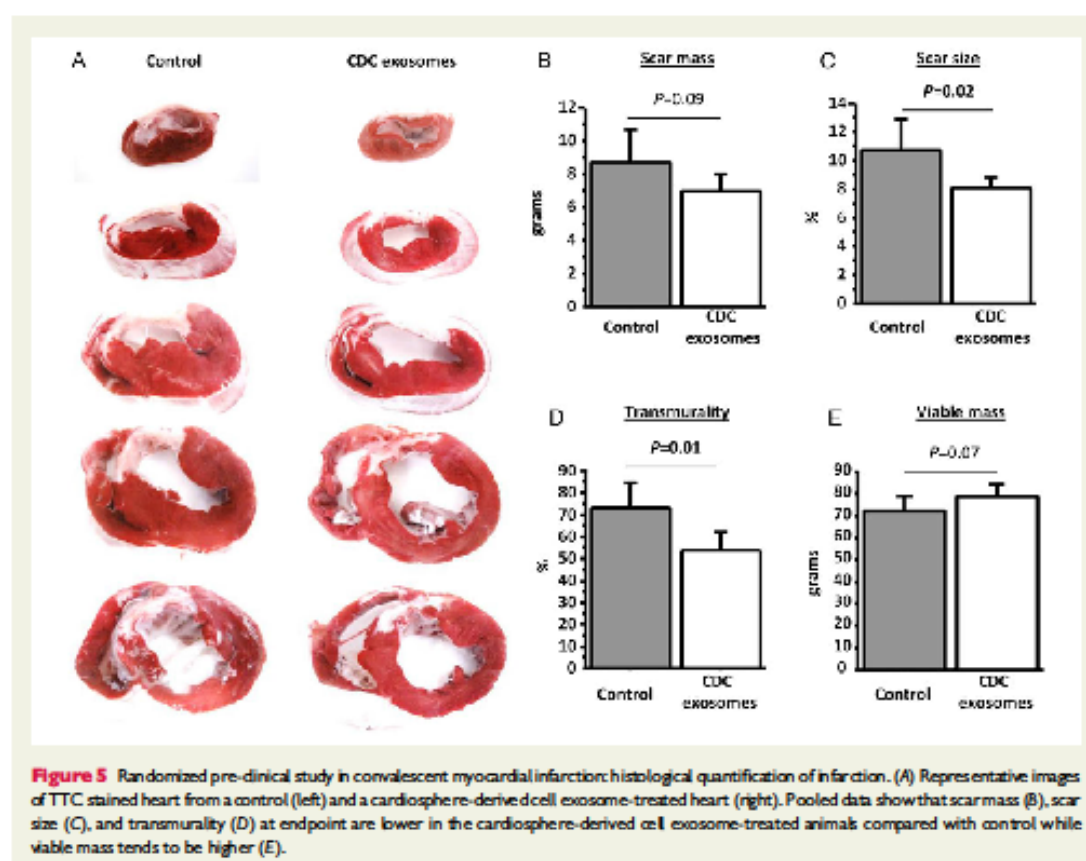 A
Control
CDC exosomes
B
Scar mass
P=0.09
12
10
8
6
4
2
0
grams
Control
CDC
exosomes
C
Scar size
P=0.02
14
12
10
8
6
4
2
0
%
Control
CDC
exosomes
D
Transmurality
P=0.01
90
80
70
60
50
40
30
20
10
0
%
Control
CDC
exosomes
E
Viable mass
P=0.07
90
80
70
60
50
40
30
20
10
0
grams
Control
CDC
exosomes
Figure 5 Randomized pre-clinical study in convalescent myocardial infarction: histological quantification of infarction. (A) Representative images
of TTC stained heart from a control (left) and a cardiosphere-derived cell exosome-treated heart (right). Pooled data show that scar mass (B), scar
size (C), and transmurality (D) at endpoint are lower in the cardiosphere-derived cell exosome-treated animals compared with control while
viable mass tends to be higher (E).